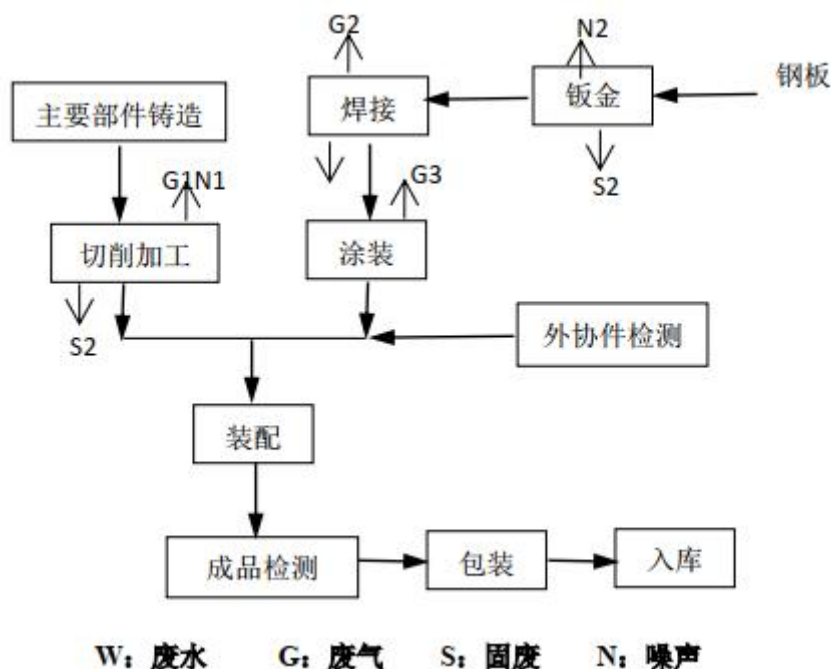 G2
N2
钢板
主要部件铸造
焊接
钣金
G1N1
G3
S2
切削加工
涂装
S2
外协件检测
装配
成品检测
包装
入库
W：废水 G：废气 S：固废 N：噪声